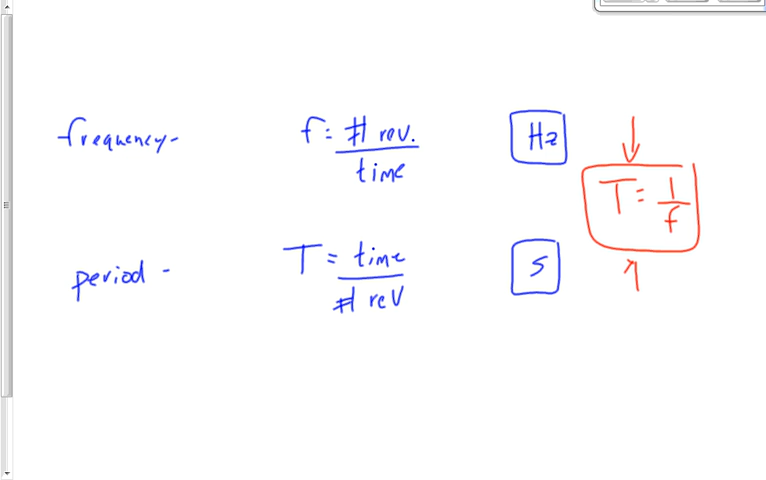 frequency- f = # rev. / time Hz
T = 1/f
period - T = time / # rev S